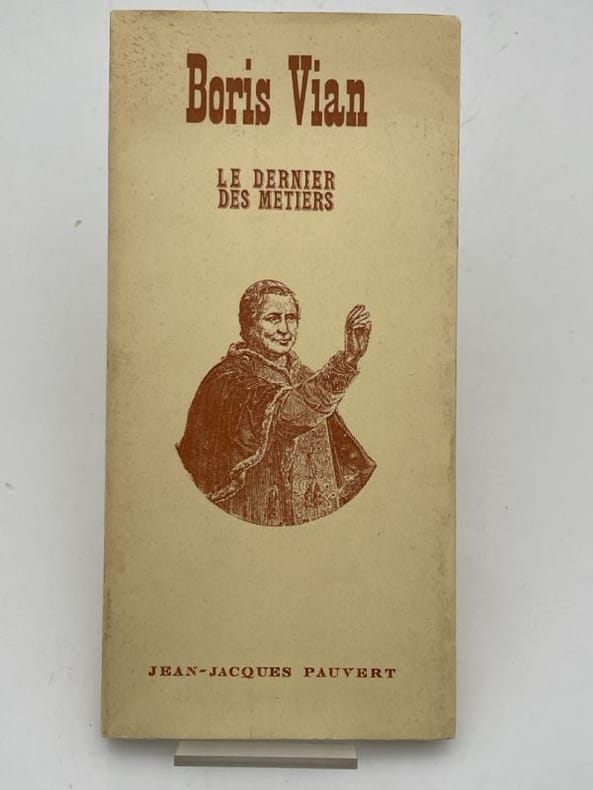 Boris Vian
LE DERNIER
DES METIERS
JEAN-JACQUES PAUVERT